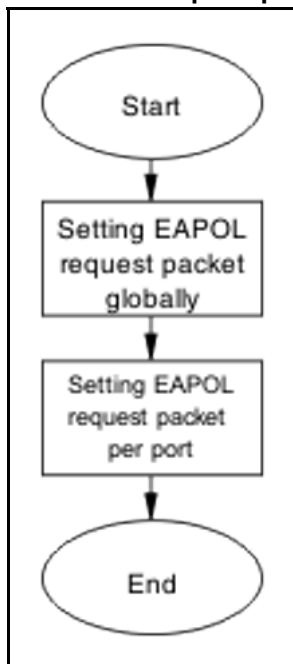 Start
Setting EAPOL
request packet
globally
Setting EAPOL
request packet
per port
End